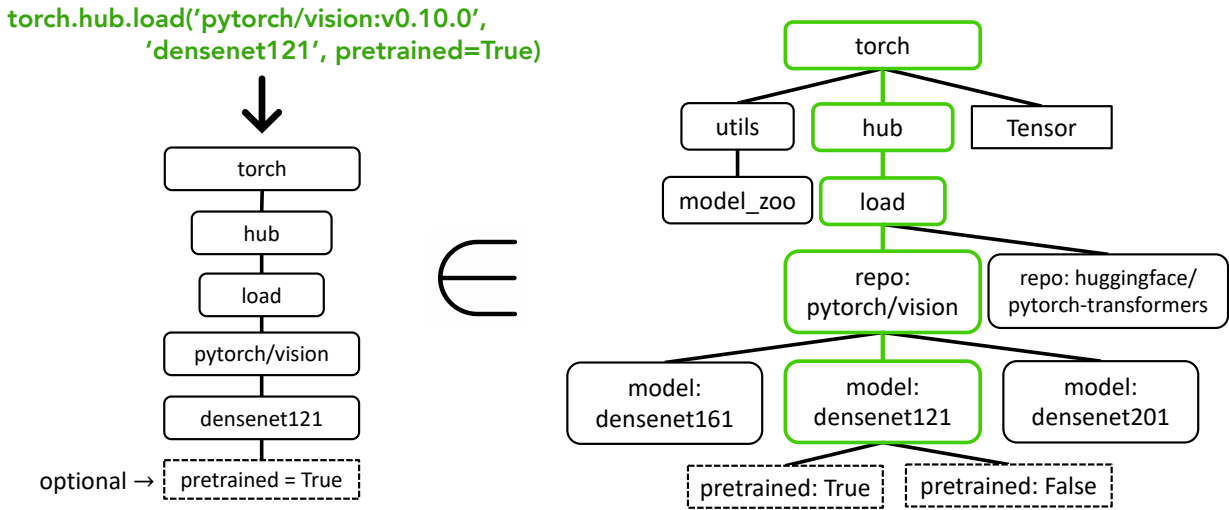 torch.hub.load('pytorch/vision:v0.10.0',
'densenet121', pretrained=True)
torch
hub
load
pytorch/vision
densenet121
optional → pretrained = True
∈
torch
utils
hub
Tensor
model_zoo
load
repo:
pytorch/vision
repo: huggingface/
pytorch-transformers
model:
densenet161
model:
densenet121
model:
densenet201
pretrained: True
pretrained: False